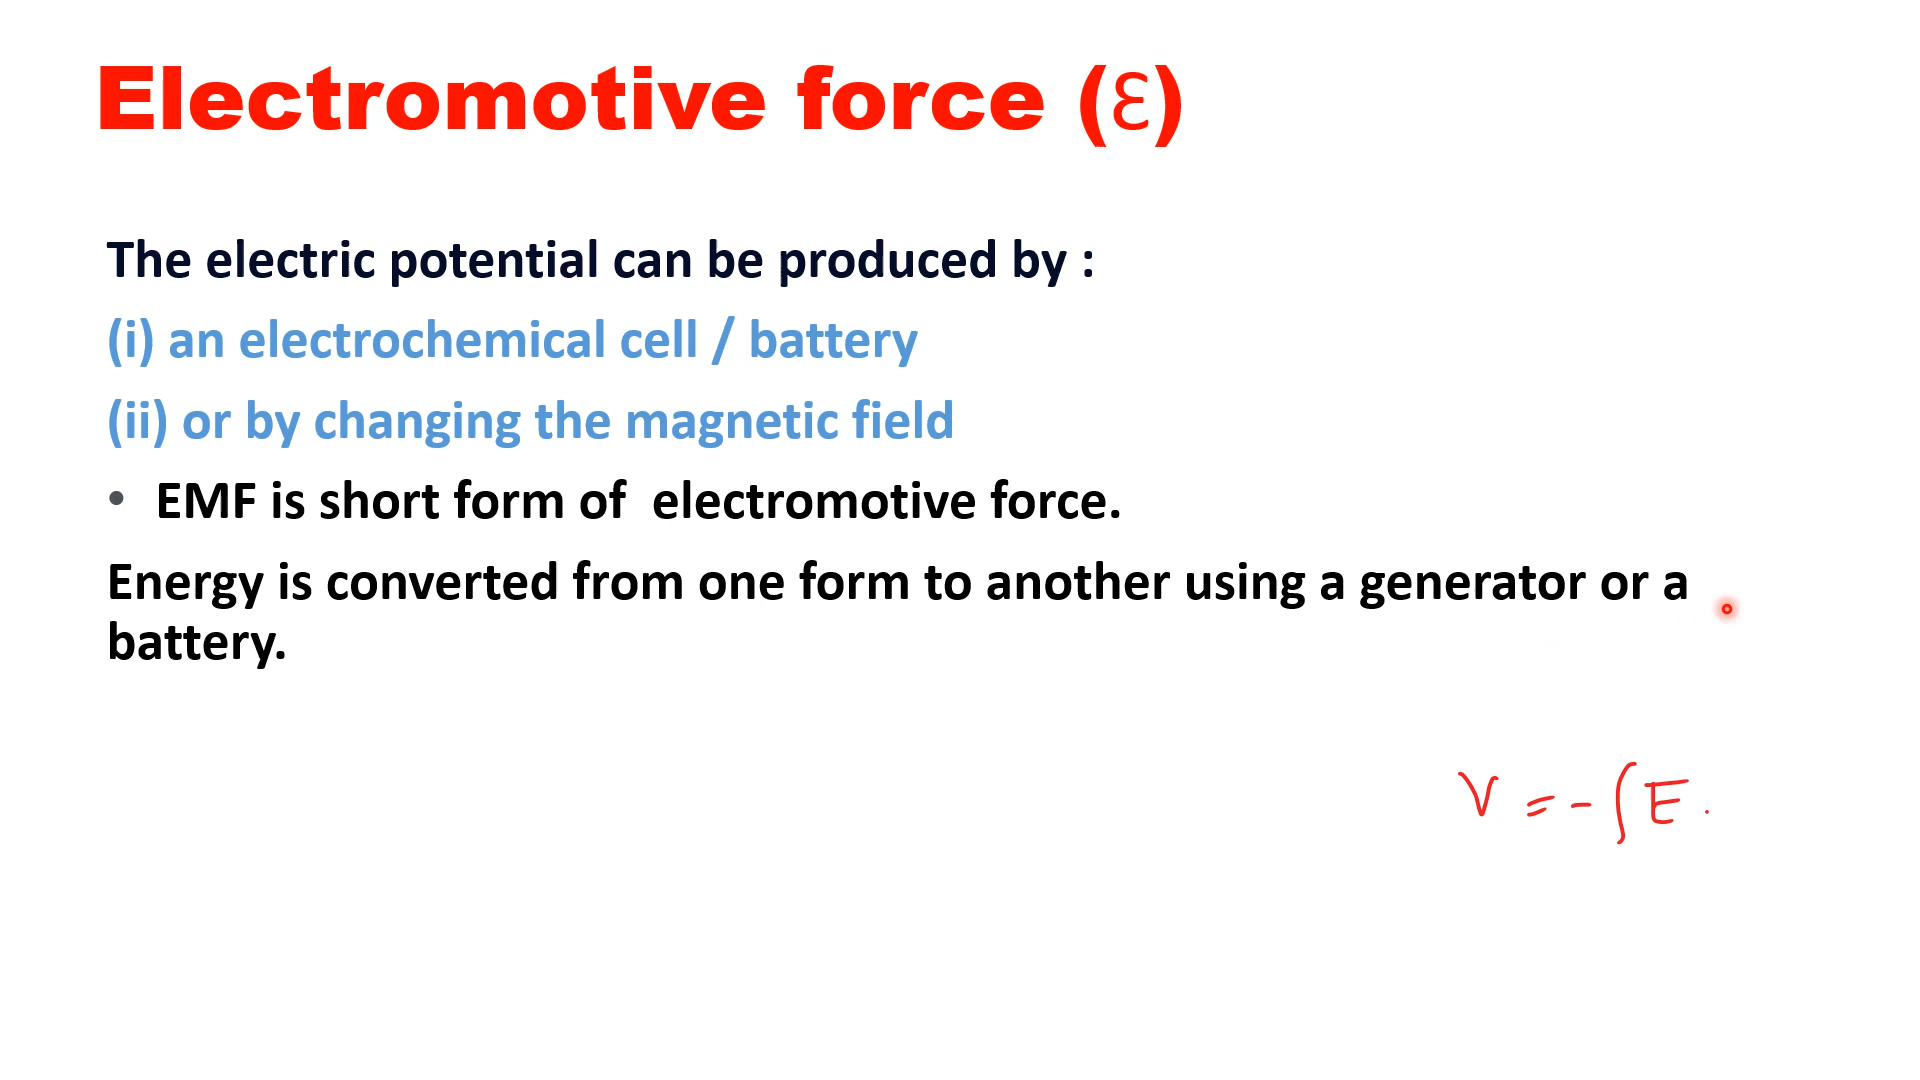 Electromotive force (Ɛ)
The electric potential can be produced by :
(i) an electrochemical cell / battery
(ii) or by changing the magnetic field
• EMF is short form of electromotive force.
Energy is converted from one form to another using a generator or a
battery.
V = - ∫ E .